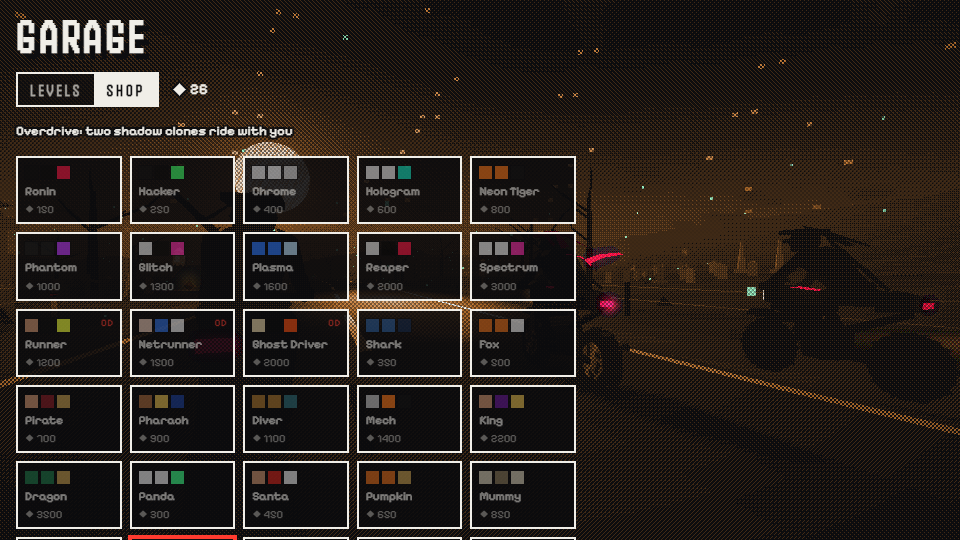 GARAGE
LEVELS SHOP 26
Overdrive: two shadow clones ride with you
Ronin Hacker Chrome Hologram Neon Tiger
150 250 400 600 800
Phantom Glitch Plasma Reaper Spectrum
1000 1300 1600 2000 3000
OD OD OD
Runner Netrunner Ghost Driver Shark Fox
1200 1500 2000 350 500
Pirate Pharaoh Diver Mech King
700 900 1100 1400 2200
Dragon Panda Santa Pumpkin Mummy
3500 300 450 650 850